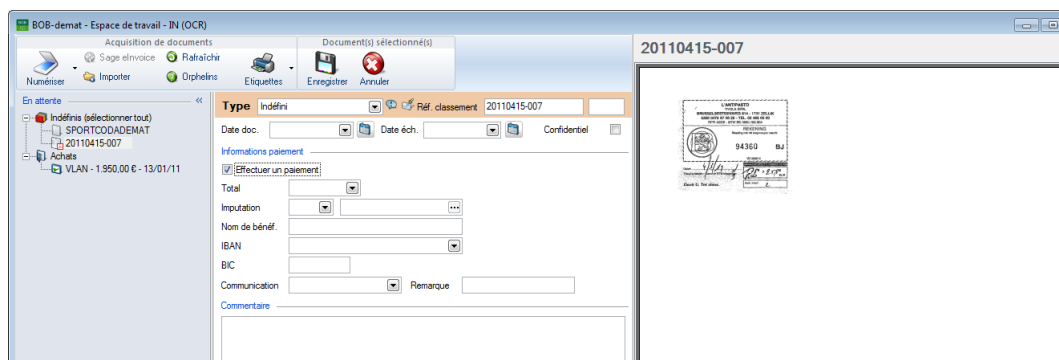 BOB-demat - Espace de travail - IN (OCR)
Acquisition de documents
Document(s) sélectionné(s)
Numériser
Sage eInvoice
Importer
Rafraîchir
Orphelins
Etiquettes
Enregistrer
Annuler
20110415-007
En attente
Indéfinis (sélectionner tout)
SPORTCODADEMAT
20110415-007
Achats
VLAN - 1.950,00 € - 13/01/11
Type Indéfini Réf. classement 20110415-007
Date doc. Date éch. Confidentiel
Informations paiement
Effectuer un paiement
Total
Imputation
Nom de bénéf.
IBAN
BIC
Communication Remarque
Commentaire
L'ANTIPASTO
REKENING
94360 BJ